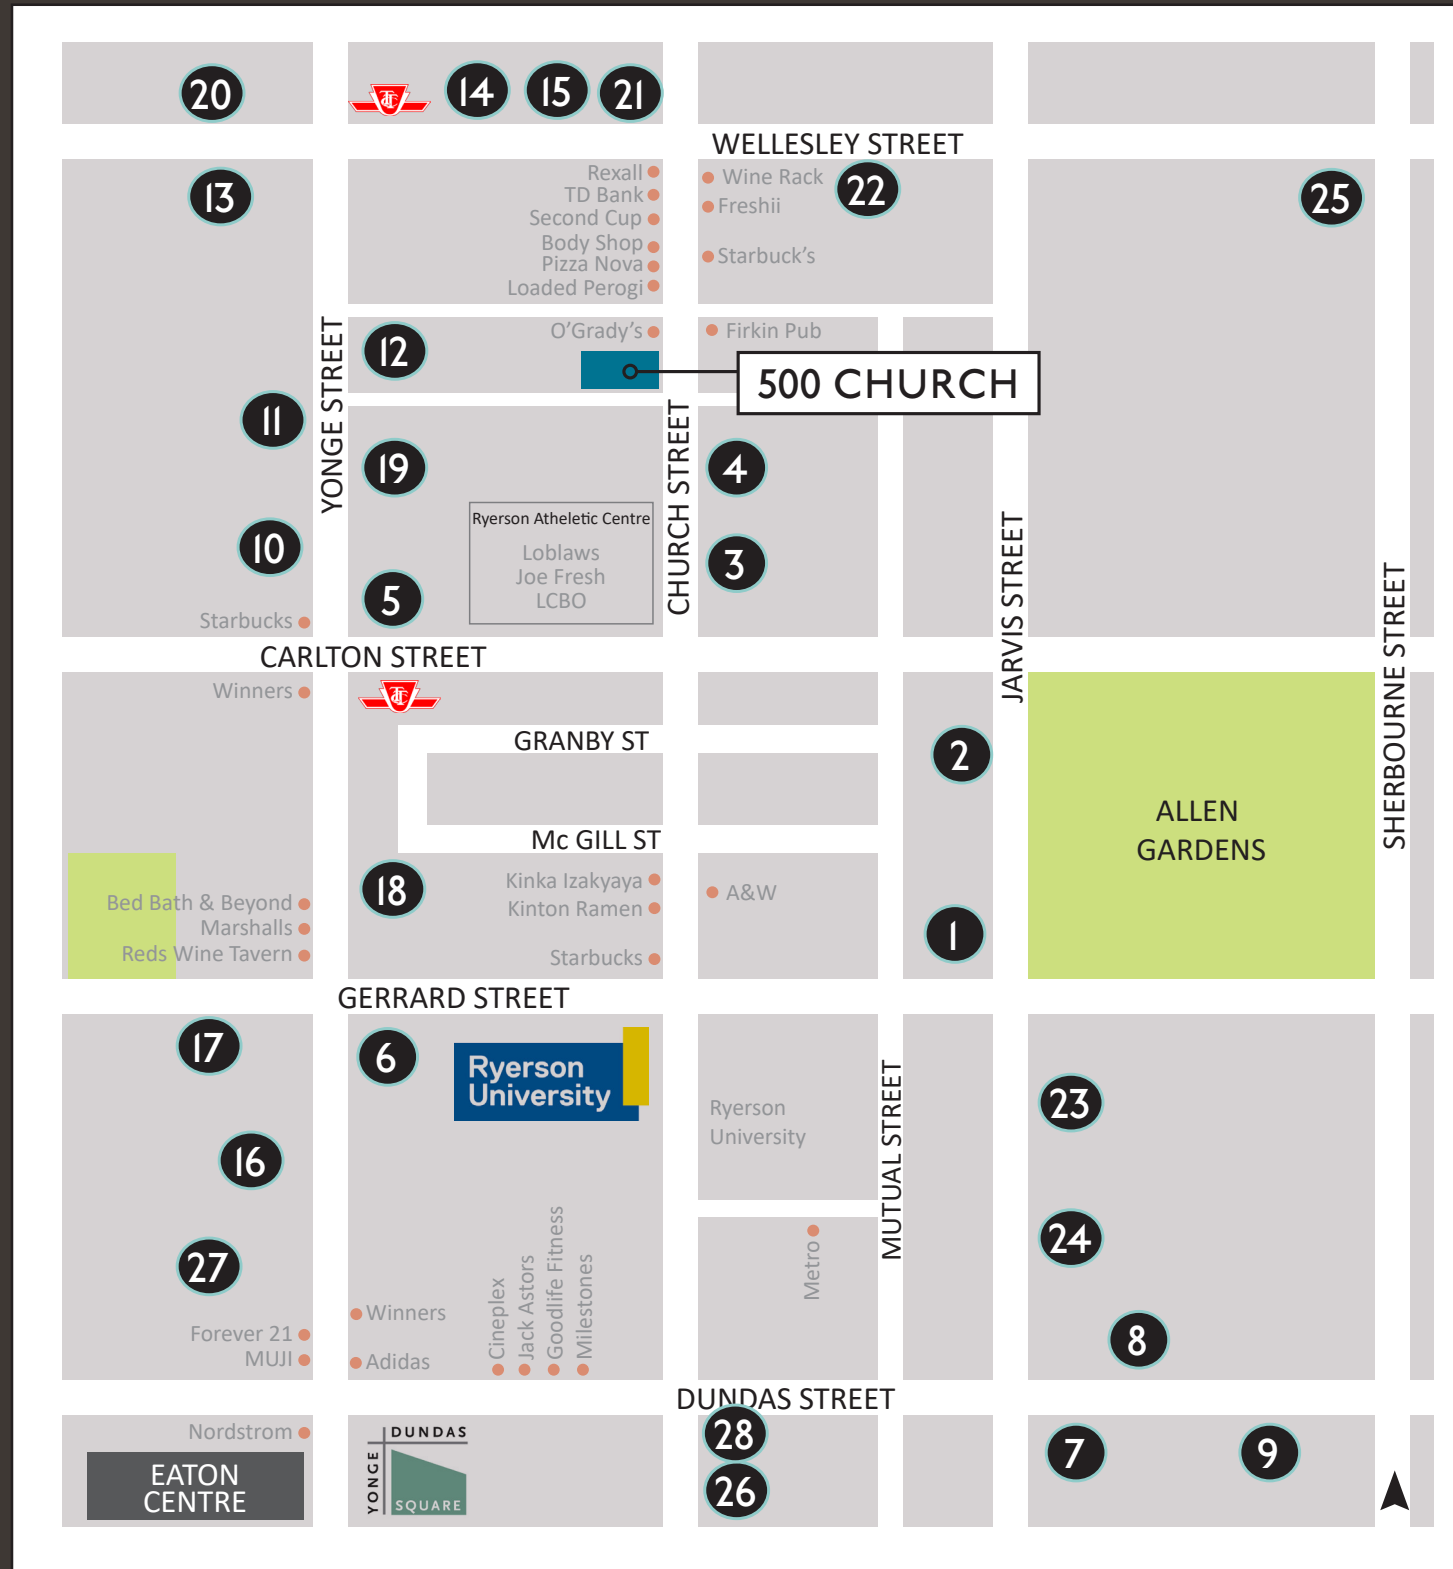 20
14
15
21
WELLESLEY STREET
13
Rexall
TD Bank
Second Cup
Body Shop
Pizza Nova
Loaded Perogi
Wine Rack
Freshii
Starbuck's
22
25
YONGE STREET
12
O'Grady's
Firkin Pub
500 CHURCH
11
19
CHURCH STREET
4
10
5
Ryerson Atheletic Centre
Loblaws
Joe Fresh
LCBO
3
JARVIS STREET
SHERBOURNE STREET
Starbucks
CARLTON STREET
Winners
GRANBY ST
2
ALLEN
GARDENS
Mc GILL ST
18
Kinka Izakyaya
Kinton Ramen
Starbucks
A&W
1
Bed Bath & Beyond
Marshalls
Reds Wine Tavern
GERRARD STREET
17
6
Ryerson
University
Ryerson
University
MUTUAL STREET
23
16
24
27
Forever 21
MUJI
Winners
Adidas
Cineplex
Jack Astors
Goodlife Fitness
Milestones
Metro
8
DUNDAS STREET
Nordstrom
EATON
CENTRE
YONGE
DUNDAS
SQUARE
28
26
7
9